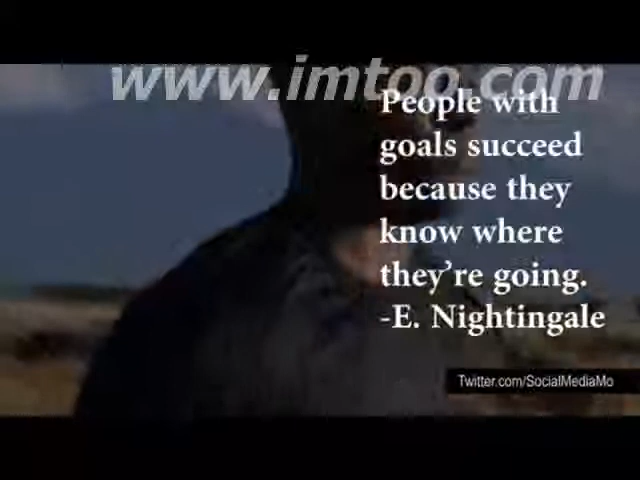 www.imtoo.com
People with
goals succeed
because they
know where
they’re going.
-E. Nightingale
Twitter.com/SocialMediaMo